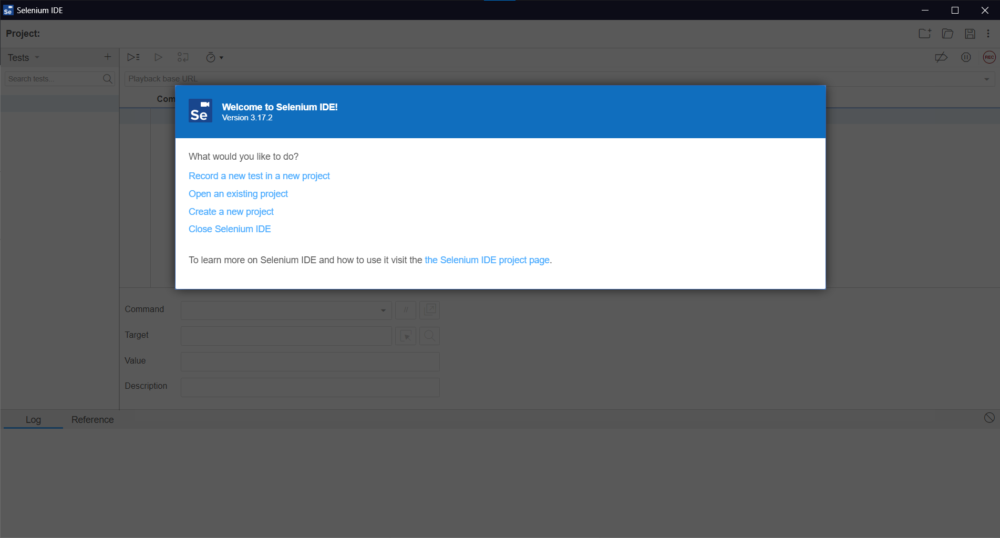 Se Selenium IDE
Project:
Tests
Search tests...
Playback base URL
REC
Com
Se
Welcome to Selenium IDE!
Version 3.17.2
What would you like to do?
Record a new test in a new project
Open an existing project
Create a new project
Close Selenium IDE
To learn more on Selenium IDE and how to use it visit the the Selenium IDE project page.
Command
//
Target
Value
Description
Log
Reference